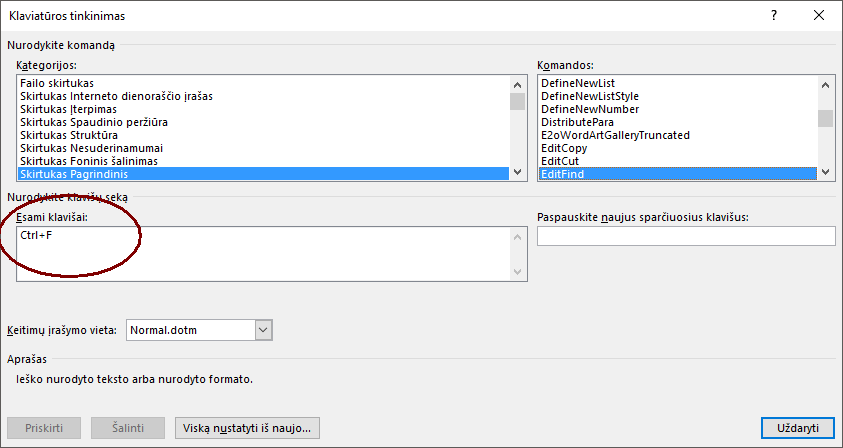 Klaviatūros tinkinimas
Nurodykite komandą
Kategorijos:
Failo skirtukas
Skirtukas Interneto dienoraščio įrašas
Skirtukas Įterpimas
Skirtukas Spaudinio peržiūra
Skirtukas Struktūra
Skirtukas Nesuderinamumai
Skirtukas Foninis šalinimas
Skirtukas Pagrindinis
Komandos:
DefineNewList
DefineNewListStyle
DefineNewNumber
DistributePara
E2oWordArtGalleryTruncated
EditCopy
EditCut
EditFind
Nurodykite klavišų seką
Esami klavišai:
Ctrl+F
Paspauskite naujus sparčiuosius klavišus:
Keitimų įrašymo vieta:
Normal.dotm
Aprašas
Ieško nurodyto teksto arba nurodyto formato.
Priskirti
Šalinti
Viską nustatyti iš naujo...
Uždaryti